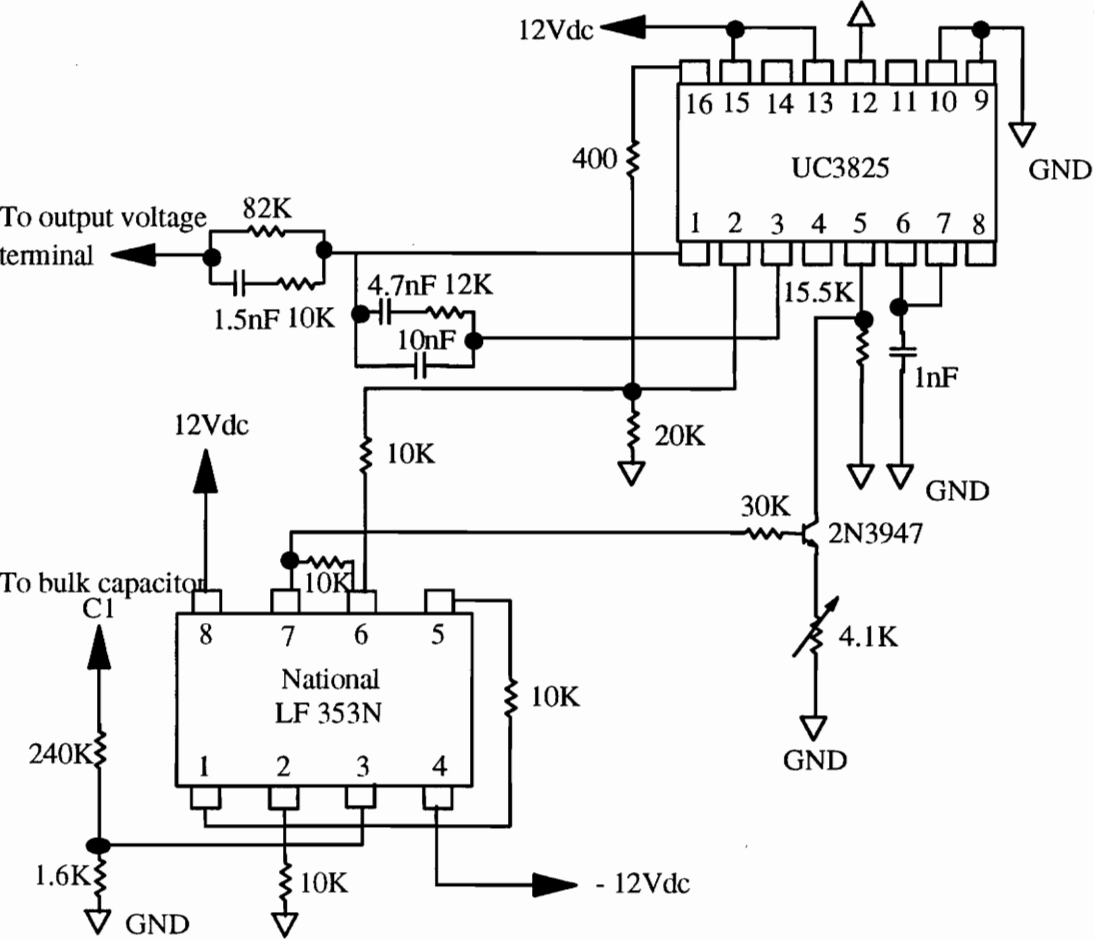 12Vdc
16 15 14 13 12 11 10 9
400
UC3825
GND
To output voltage
terminal
82K
1 2 3 4 5 6 7 8
1.5nF 10K
4.7nF 12K
10nF
15.5K
1nF
12Vdc
10K
20K
GND
30K
2N3947
To bulk capacitor
C1
10K
8 7 6 5
4.1K
National
LF 353N
10K
240K
1 2 3 4
GND
1.6K
10K
- 12Vdc
GND